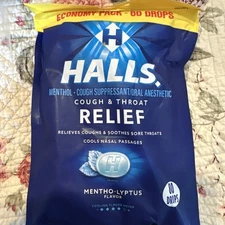 ECONOMY PACK - 80 DROPS
H
HALLS.
MENTHOL • COUGH SUPPRESSANT/ORAL ANESTHETIC
COUGH & THROAT
RELIEF
RELIEVES COUGHS & SOOTHES SORE THROATS
COOLS NASAL PASSAGES
MENTHO-LYPTUS
FLAVOR
80
DROPS